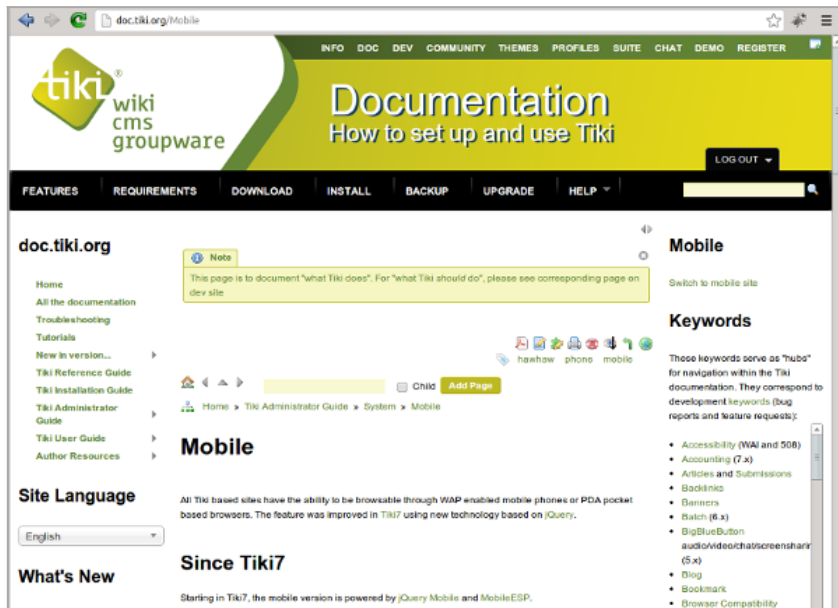 doc.tiki.org/Mobile
INFO DOC DEV COMMUNITY THEMES PROFILES SUITE CHAT DEMO REGISTER
tiki®
wiki
cms
groupware
Documentation
How to set up and use Tiki
LOG OUT
FEATURES REQUIREMENTS DOWNLOAD INSTALL BACKUP UPGRADE HELP
doc.tiki.org
Home
All the documentation
Troubleshooting
Tutorials
New in version...
Tiki Reference Guide
Tiki Installation Guide
Tiki Administrator
Guide
Tiki User Guide
Author Resources
Site Language
English
What's New
Note
This page is to document "what Tiki does". For "what Tiki should do", please see corresponding page on
dev site
hawhaw phone mobile
Child Add Page
Home » Tiki Administrator Guide » System » Mobile
Mobile
All Tiki based sites have the ability to be browsable through WAP enabled mobile phones or PDA pocket
based browsers. The feature was improved in Tiki7 using new technology based on jQuery.
Since Tiki7
Starting in Tiki7, the mobile version is powered by jQuery Mobile and MobileESP.
Mobile
Switch to mobile site
Keywords
These keywords serve as "hubs"
for navigation within the Tiki
documentation. They correspond to
development keywords (bug
reports and feature requests):
Accessibility (WAI and 508)
Accounting (7.x)
Articles and Submissions
Backlinks
Banners
Batch (6.x)
BigBlueButton
audio/video/chat/screensharin
(5.x)
Blog
Bookmark
Browser Compatibility